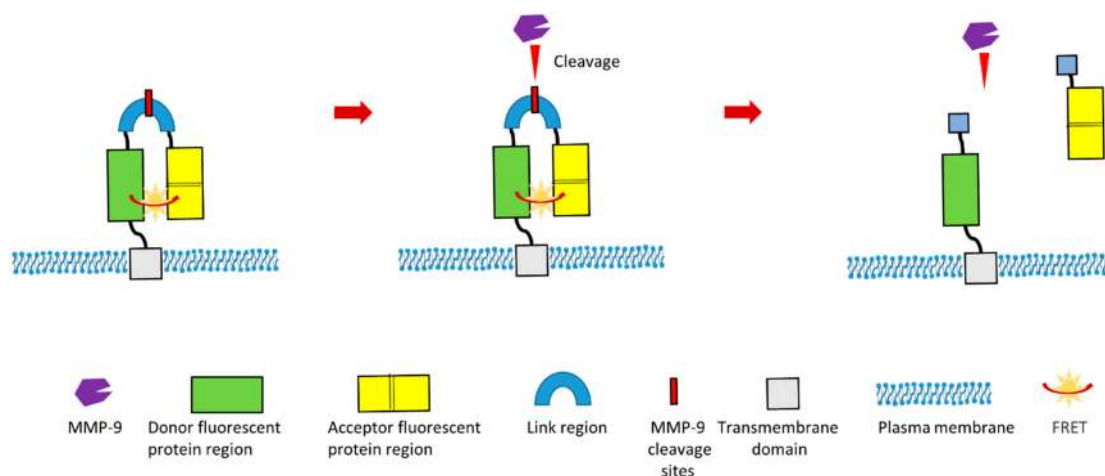 Cleavage
MMP-9
Donor fluorescent
protein region
Acceptor fluorescent
protein region
Link region
MMP-9
cleavage
sites
Transmembrane
domain
Plasma membrane
FRET